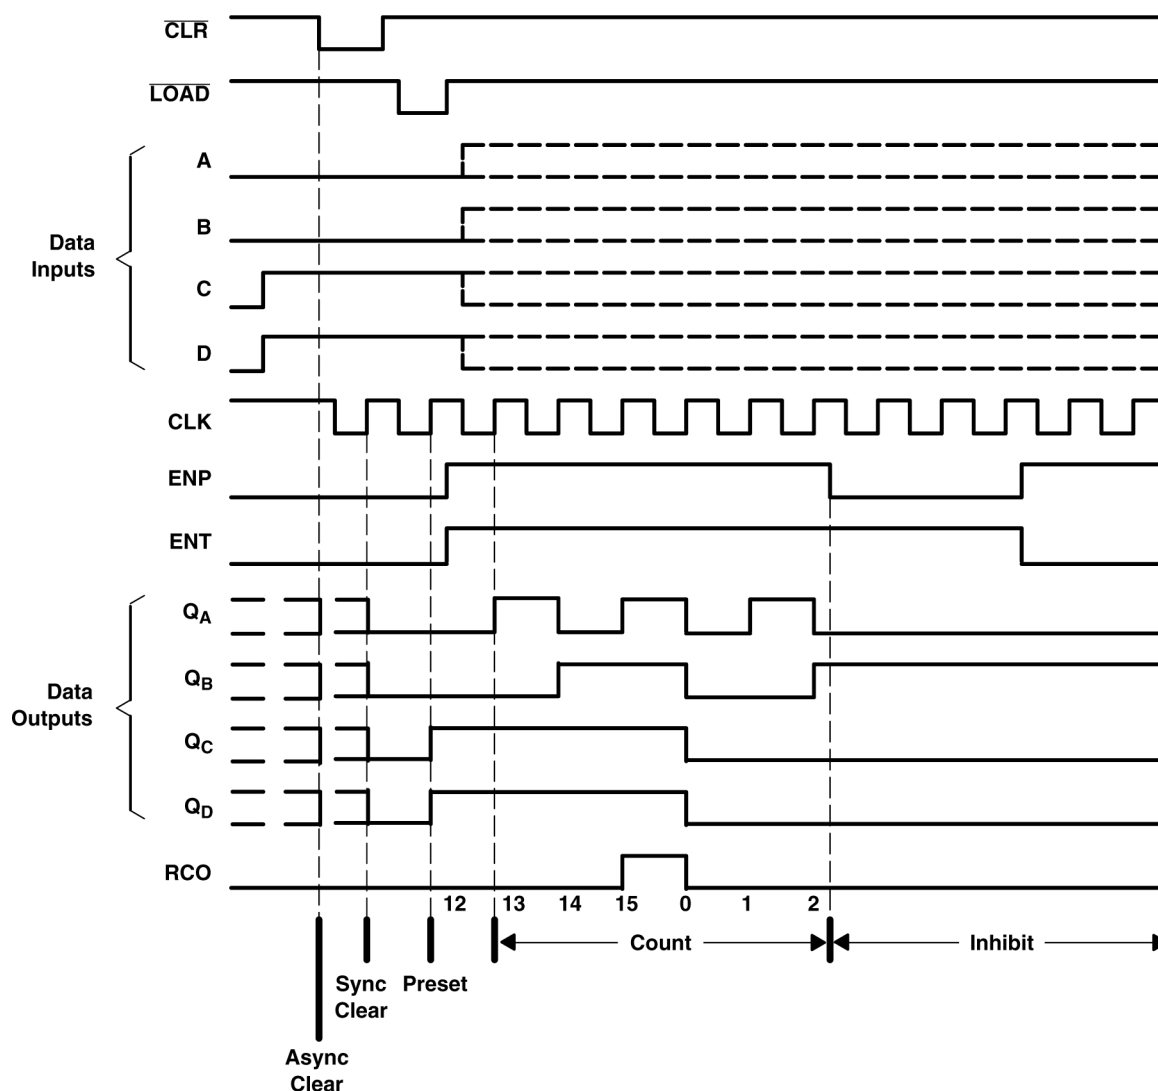 CLR
LOAD
A
B
Data
Inputs
C
D
CLK
ENP
ENT
QA
QB
Data
Outputs
QC
QD
RCO
12 13 14 15 0 1 2
Count Inhibit
Sync
Clear
Preset
Async
Clear